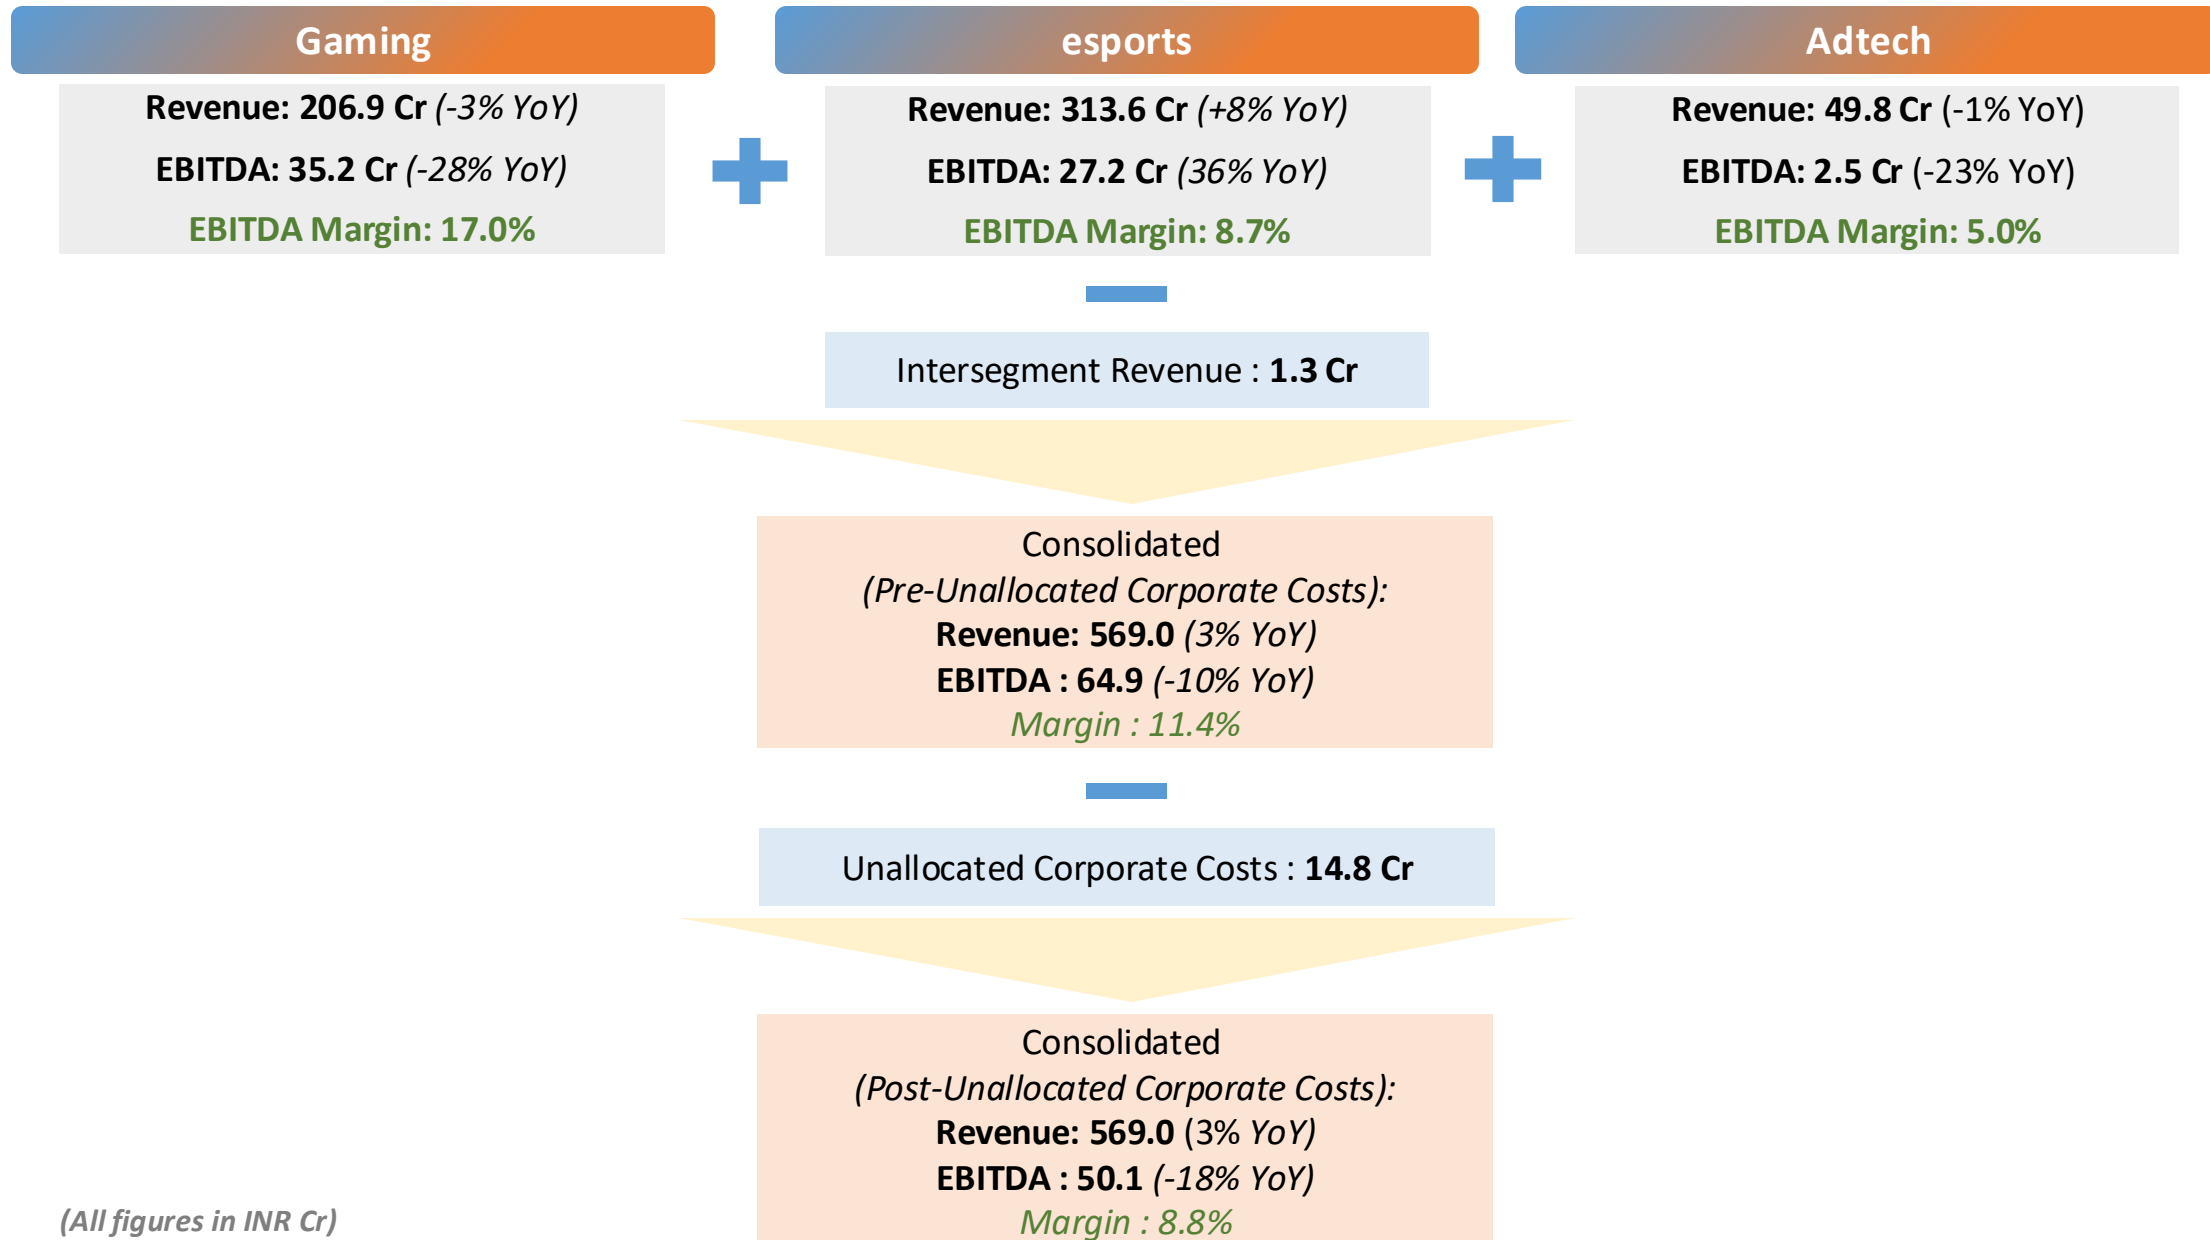 Gaming
Revenue: 206.9 Cr (-3% YoY)
EBITDA: 35.2 Cr (-28% YoY)
EBITDA Margin: 17.0%
esports
Revenue: 313.6 Cr (+8% YoY)
EBITDA: 27.2 Cr (36% YoY)
EBITDA Margin: 8.7%
Adtech
Revenue: 49.8 Cr (-1% YoY)
EBITDA: 2.5 Cr (-23% YoY)
EBITDA Margin: 5.0%
Intersegment Revenue : 1.3 Cr
Consolidated
(Pre-Unallocated Corporate Costs):
Revenue: 569.0 (3% YoY)
EBITDA : 64.9 (-10% YoY)
Margin : 11.4%
Unallocated Corporate Costs : 14.8 Cr
Consolidated
(Post-Unallocated Corporate Costs):
Revenue: 569.0 (3% YoY)
EBITDA : 50.1 (-18% YoY)
Margin : 8.8%
(All figures in INR Cr)